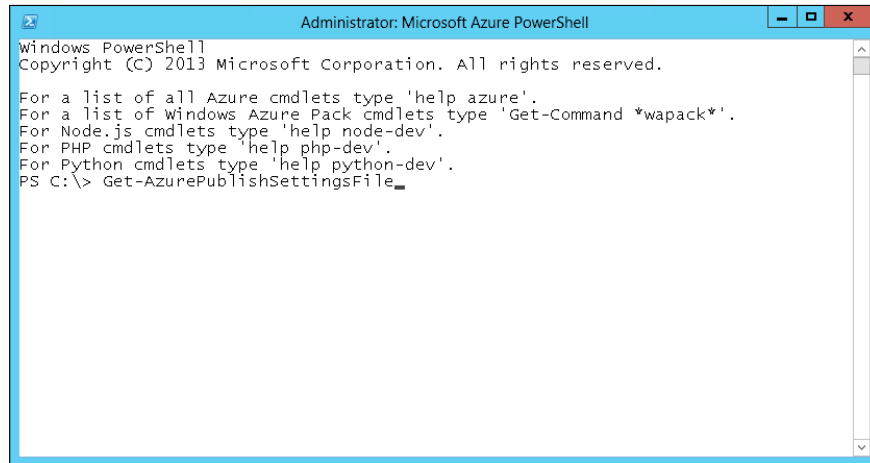 Administrator: Microsoft Azure PowerShell
Windows PowerShell
Copyright (C) 2013 Microsoft Corporation. All rights reserved.
For a list of all Azure cmdlets type 'help azure'.
For a list of Windows Azure Pack cmdlets type 'Get-Command *wapack*'.
For Node.js cmdlets type 'help node-dev'.
For PHP cmdlets type 'help php-dev'.
For Python cmdlets type 'help python-dev'.
PS C:\> Get-AzurePublishSettingsFile